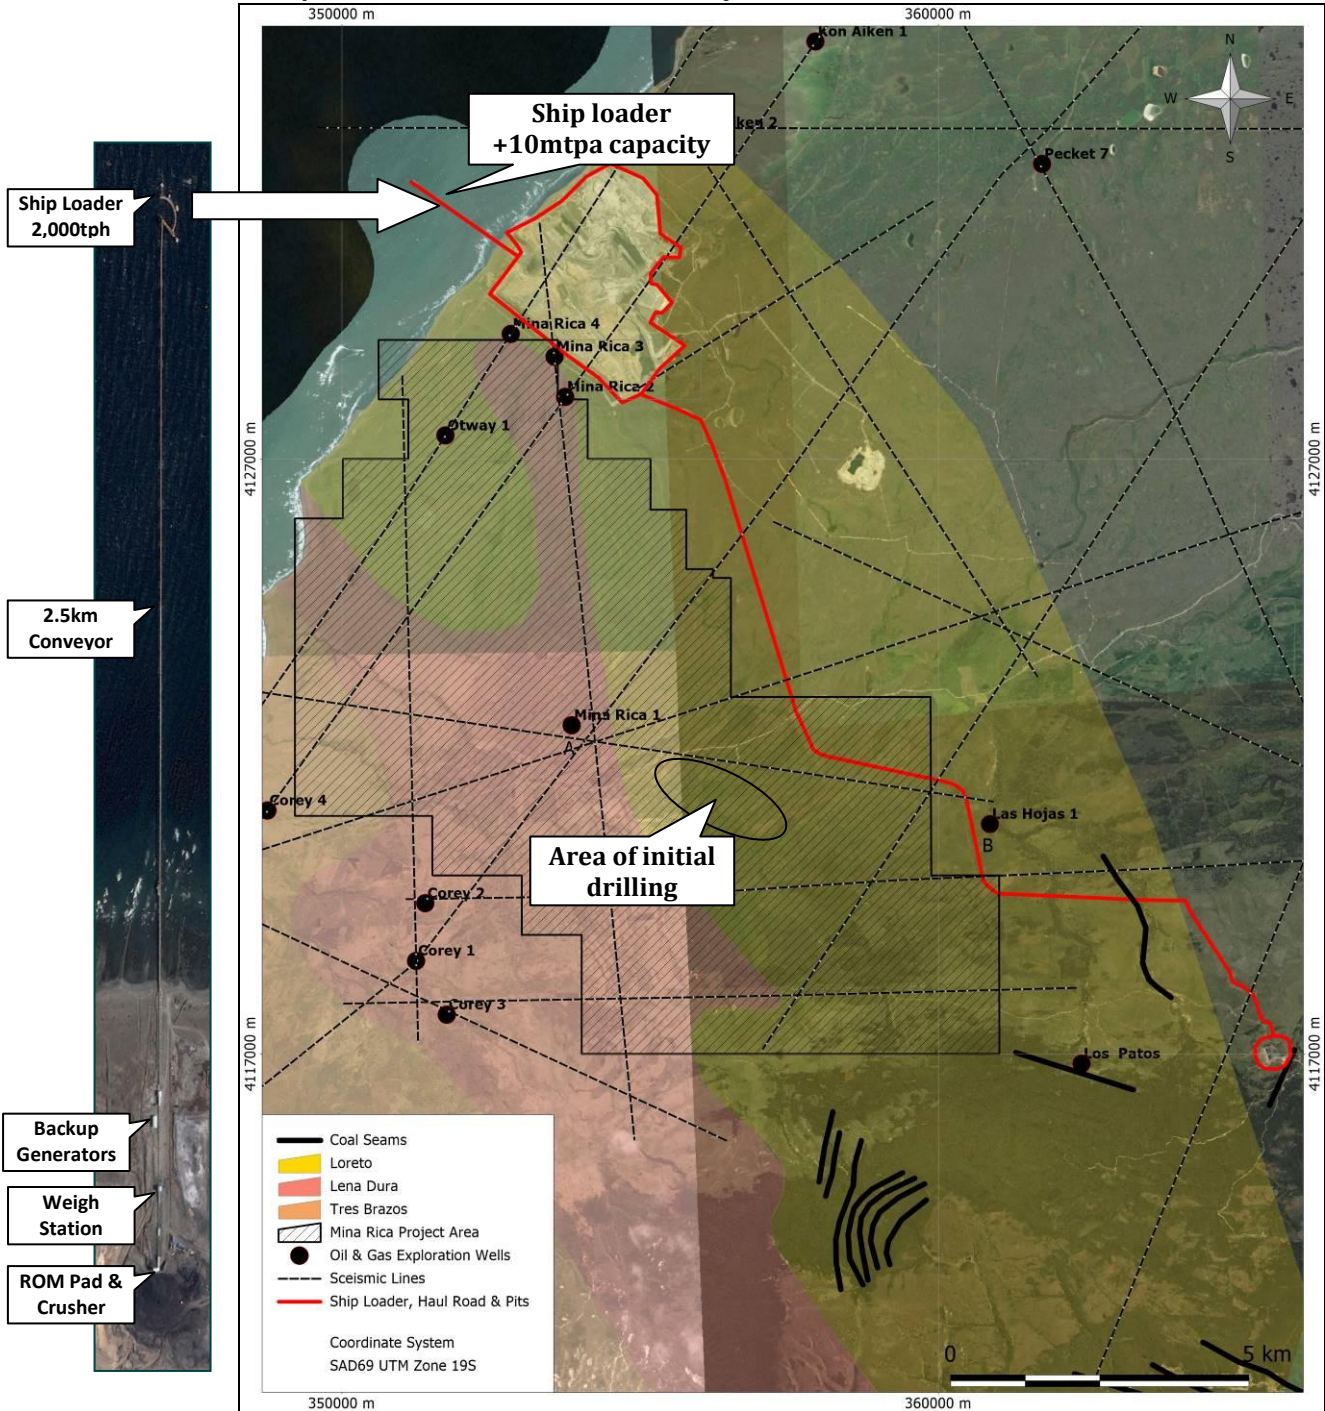 350000 m
360000 m
Kon Aiken 1
N
W
E
S
Ship loader
+10mtpa capacity
ken 2
Pecket 7
Ship Loader
2,000tph
Mina Rica 4
Mina Rica 3
Mina Rica 2
Otway 1
4127000 m
4127000 m
2.5km
Conveyor
Mina Rica 1
A
Corey 4
Las Hojas 1
B
Area of initial
drilling
Corey 2
Corey 1
Corey 3
4117000 m
4117000 m
Los Patos
Backup
Generators
Weigh
Station
ROM Pad &
Crusher
Coal Seams
Loreto
Lena Dura
Tres Brazos
Mina Rica Project Area
Oil & Gas Exploration Wells
Sceismic Lines
Ship Loader, Haul Road & Pits
Coordinate System
SAD69 UTM Zone 19S
0
5 km
350000 m
360000 m